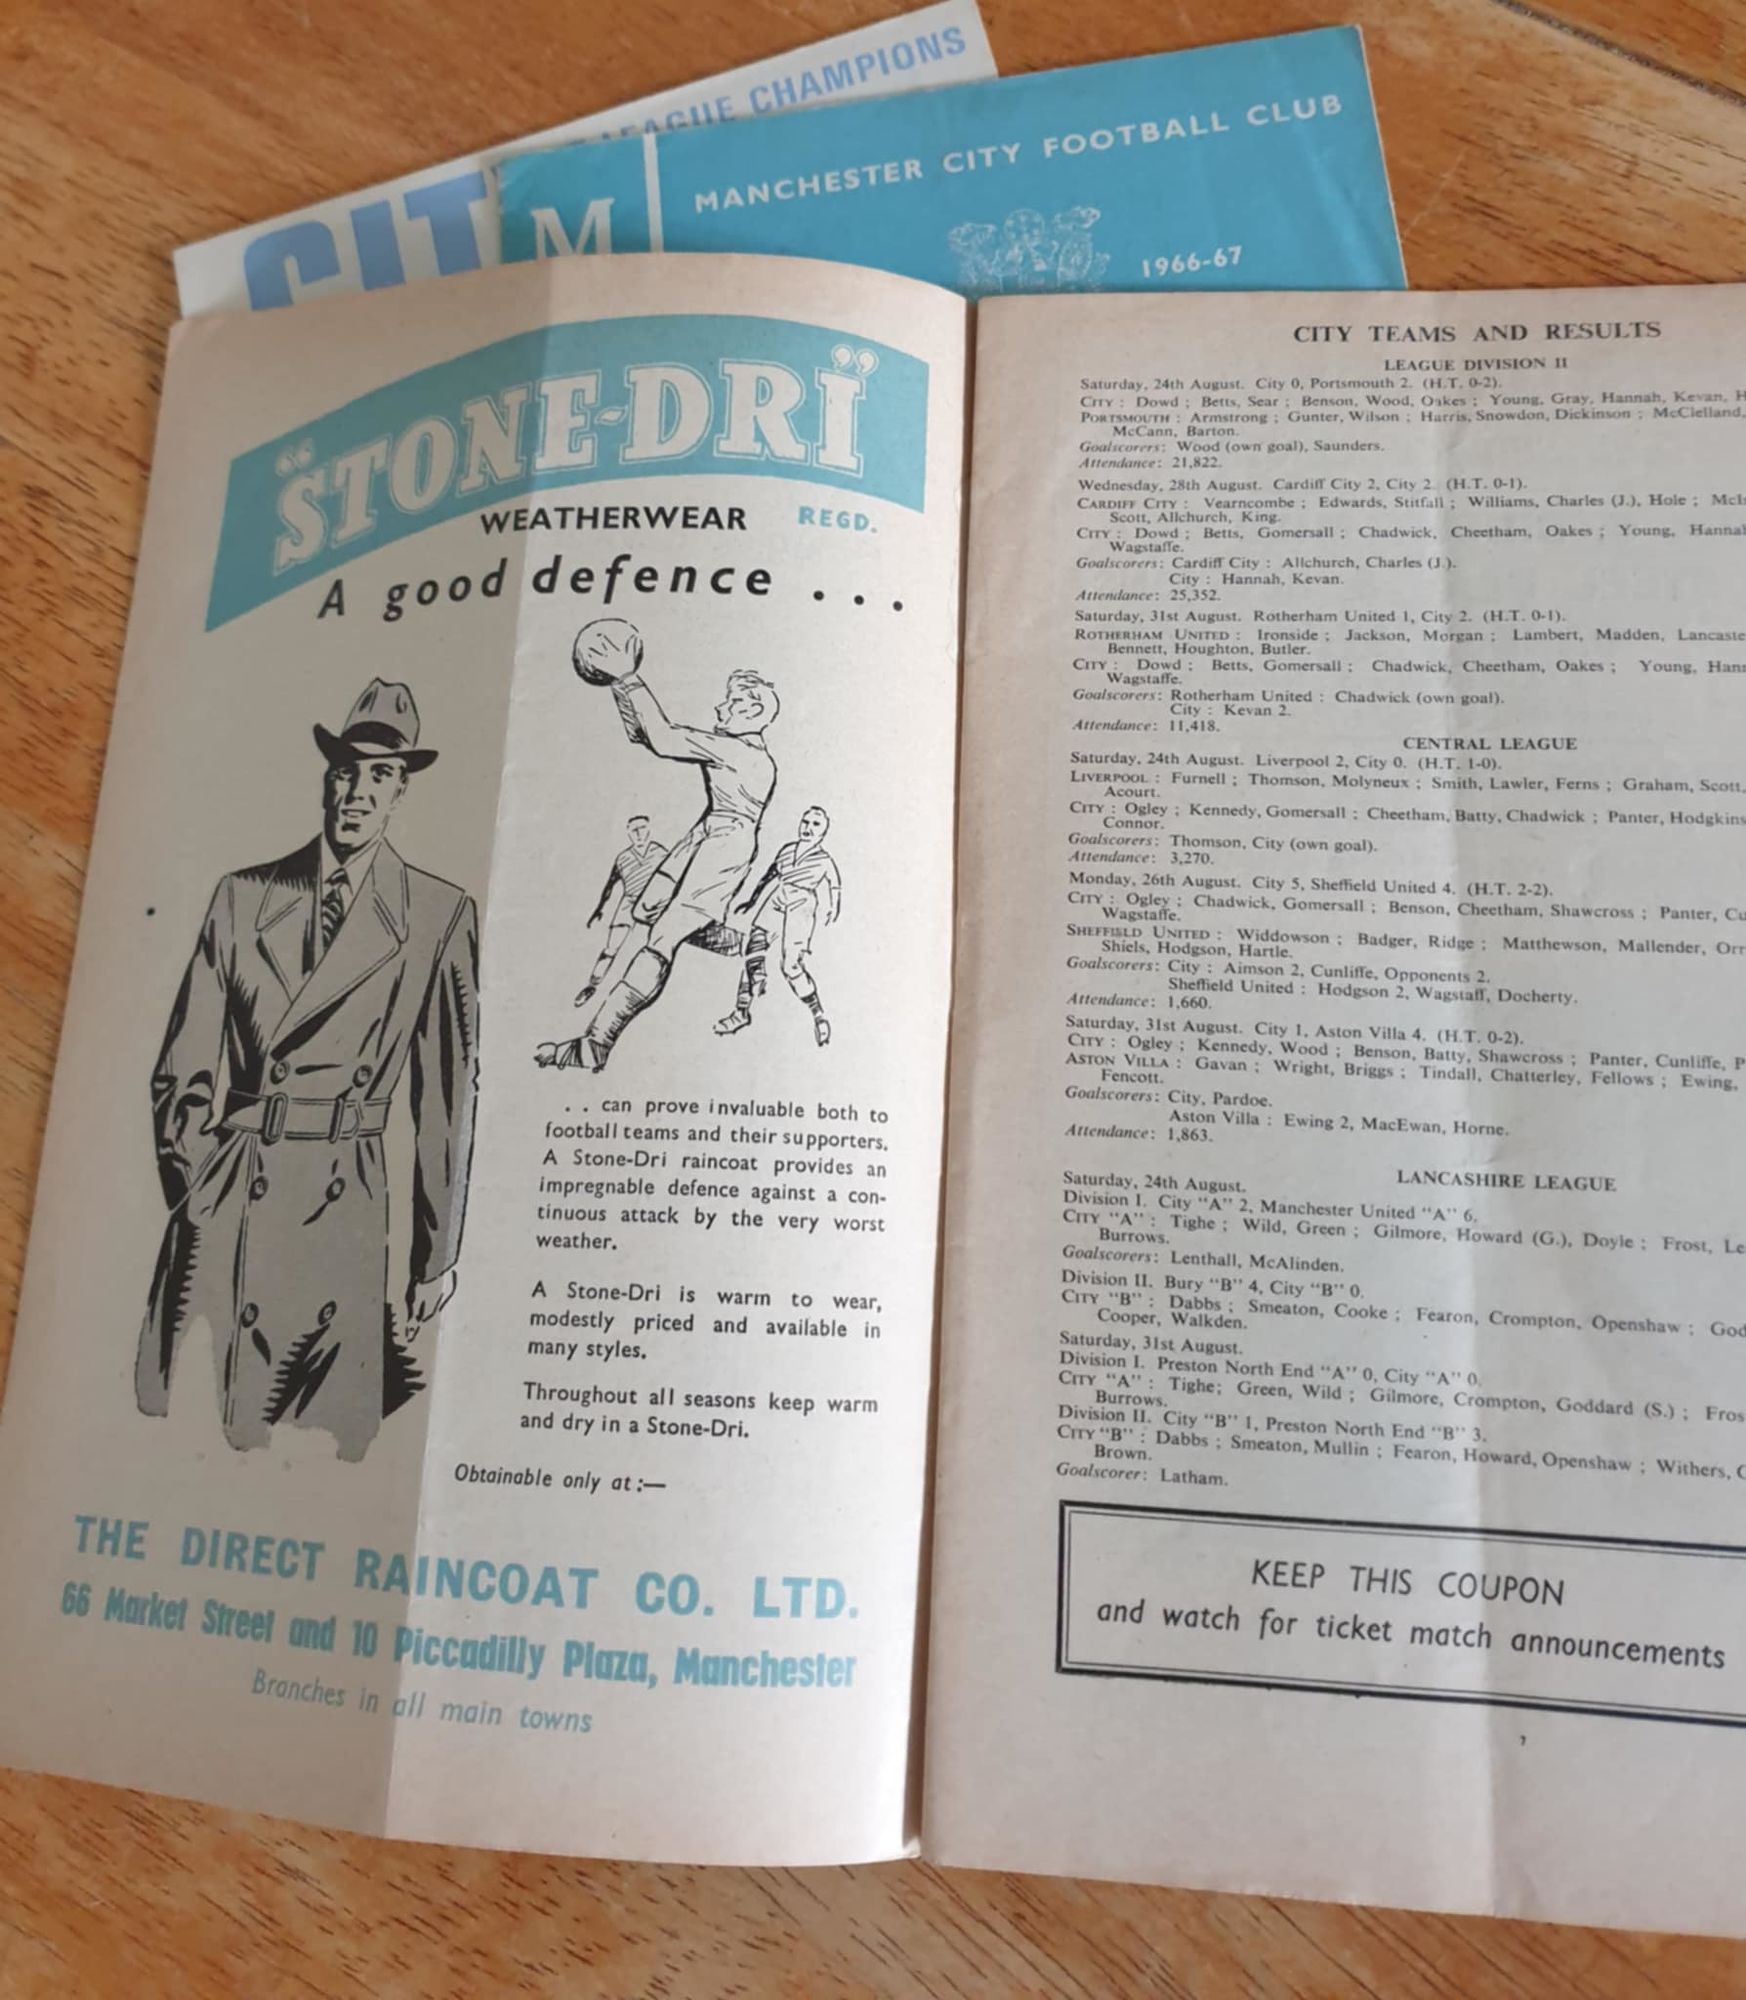 LEAGUE CHAMPIONS
CIT
M
MANCHESTER CITY FOOTBALL CLUB
1966-67
"STONE-DRI"
WEATHERWEAR REGD.
A good defence . . .
. . can prove invaluable both to
football teams and their supporters.
A Stone-Dri raincoat provides an
impregnable defence against a con-
tinuous attack by the very worst
weather.
A Stone-Dri is warm to wear,
modestly priced and available in
many styles.
Throughout all seasons keep warm
and dry in a Stone-Dri.
Obtainable only at :—
THE DIRECT RAINCOAT CO. LTD.
66 Market Street and 10 Piccadilly Plaza, Manchester
Branches in all main towns
CITY TEAMS AND RESULTS
LEAGUE DIVISION II
Saturday, 24th August. City 0, Portsmouth 2. (H.T. 0-2).
CITY : Dowd ; Betts, Sear ; Benson, Wood, Oakes ; Young, Gray, Hannah, Kevan, H
PORTSMOUTH : Armstrong ; Gunter, Wilson ; Harris, Snowdon, Dickinson ; McClelland,
McCann, Barton.
Goalscorers: Wood (own goal), Saunders.
Attendance: 21,822.
Wednesday, 28th August. Cardiff City 2, City 2. (H.T. 0-1).
CARDIFF CITY : Vearncombe ; Edwards, Stitfall ; Williams, Charles (J.), Hole ; McI
Scott, Allchurch, King.
CITY : Dowd ; Betts, Gomersall ; Chadwick, Cheetham, Oakes ; Young, Hannah
Wagstaffe.
Goalscorers: Cardiff City : Allchurch, Charles (J.).
City : Hannah, Kevan.
Attendance: 25,352.
Saturday, 31st August. Rotherham United 1, City 2. (H.T. 0-1).
ROTHERHAM UNITED : Ironside ; Jackson, Morgan ; Lambert, Madden, Lancaste
Bennett, Houghton, Butler.
CITY : Dowd ; Betts, Gomersall ; Chadwick, Cheetham, Oakes ; Young, Han
Wagstaffe.
Goalscorers: Rotherham United : Chadwick (own goal).
City : Kevan 2.
Attendance: 11,418.
CENTRAL LEAGUE
Saturday, 24th August. Liverpool 2, City 0. (H.T. 1-0).
LIVERPOOL : Furnell ; Thomson, Molyneux ; Smith, Lawler, Ferns ; Graham, Scott,
Acourt.
CITY : Ogley ; Kennedy, Gomersall ; Cheetham, Batty, Chadwick ; Panter, Hodgkins
Connor.
Goalscorers: Thomson, City (own goal).
Attendance: 3,270.
Monday, 26th August. City 5, Sheffield United 4. (H.T. 2-2).
CITY : Ogley ; Chadwick, Gomersall ; Benson, Cheetham, Shawcross ; Panter, Cu
Wagstaffe.
SHEFFIELD UNITED : Widdowson ; Badger, Ridge ; Matthewson, Mallender, Orr
Shiels, Hodgson, Hartle.
Goalscorers: City : Aimson 2, Cunliffe, Opponents 2.
Sheffield United : Hodgson 2, Wagstaff, Docherty.
Attendance: 1,660.
Saturday, 31st August. City 1, Aston Villa 4. (H.T. 0-2).
CITY : Ogley ; Kennedy, Wood ; Benson, Batty, Shawcross ; Panter, Cunliffe, P
ASTON VILLA : Gavan ; Wright, Briggs ; Tindall, Chatterley, Fellows ; Ewing,
Fencott.
Goalscorers: City, Pardoe.
Aston Villa : Ewing 2, MacEwan, Horne.
Attendance: 1,863.
LANCASHIRE LEAGUE
Saturday, 24th August.
Division I. City "A" 2, Manchester United "A" 6.
CITY "A" : Tighe ; Wild, Green ; Gilmore, Howard (G.), Doyle ; Frost, Le
Burrows.
Goalscorers: Lenthall, McAlinden.
Division II. Bury "B" 4, City "B" 0.
CITY "B" : Dabbs ; Smeaton, Cooke ; Fearon, Crompton, Openshaw ; God
Cooper, Walkden.
Saturday, 31st August.
Division I. Preston North End "A" 0, City "A" 0.
CITY "A" : Tighe; Green, Wild ; Gilmore, Crompton, Goddard (S.) ; Fros
Burrows.
Division II. City "B" 1, Preston North End "B" 3.
CITY "B" : Dabbs ; Smeaton, Mullin ; Fearon, Howard, Openshaw ; Withers, C
Brown.
Goalscorer: Latham.
KEEP THIS COUPON
and watch for ticket match announcements
7